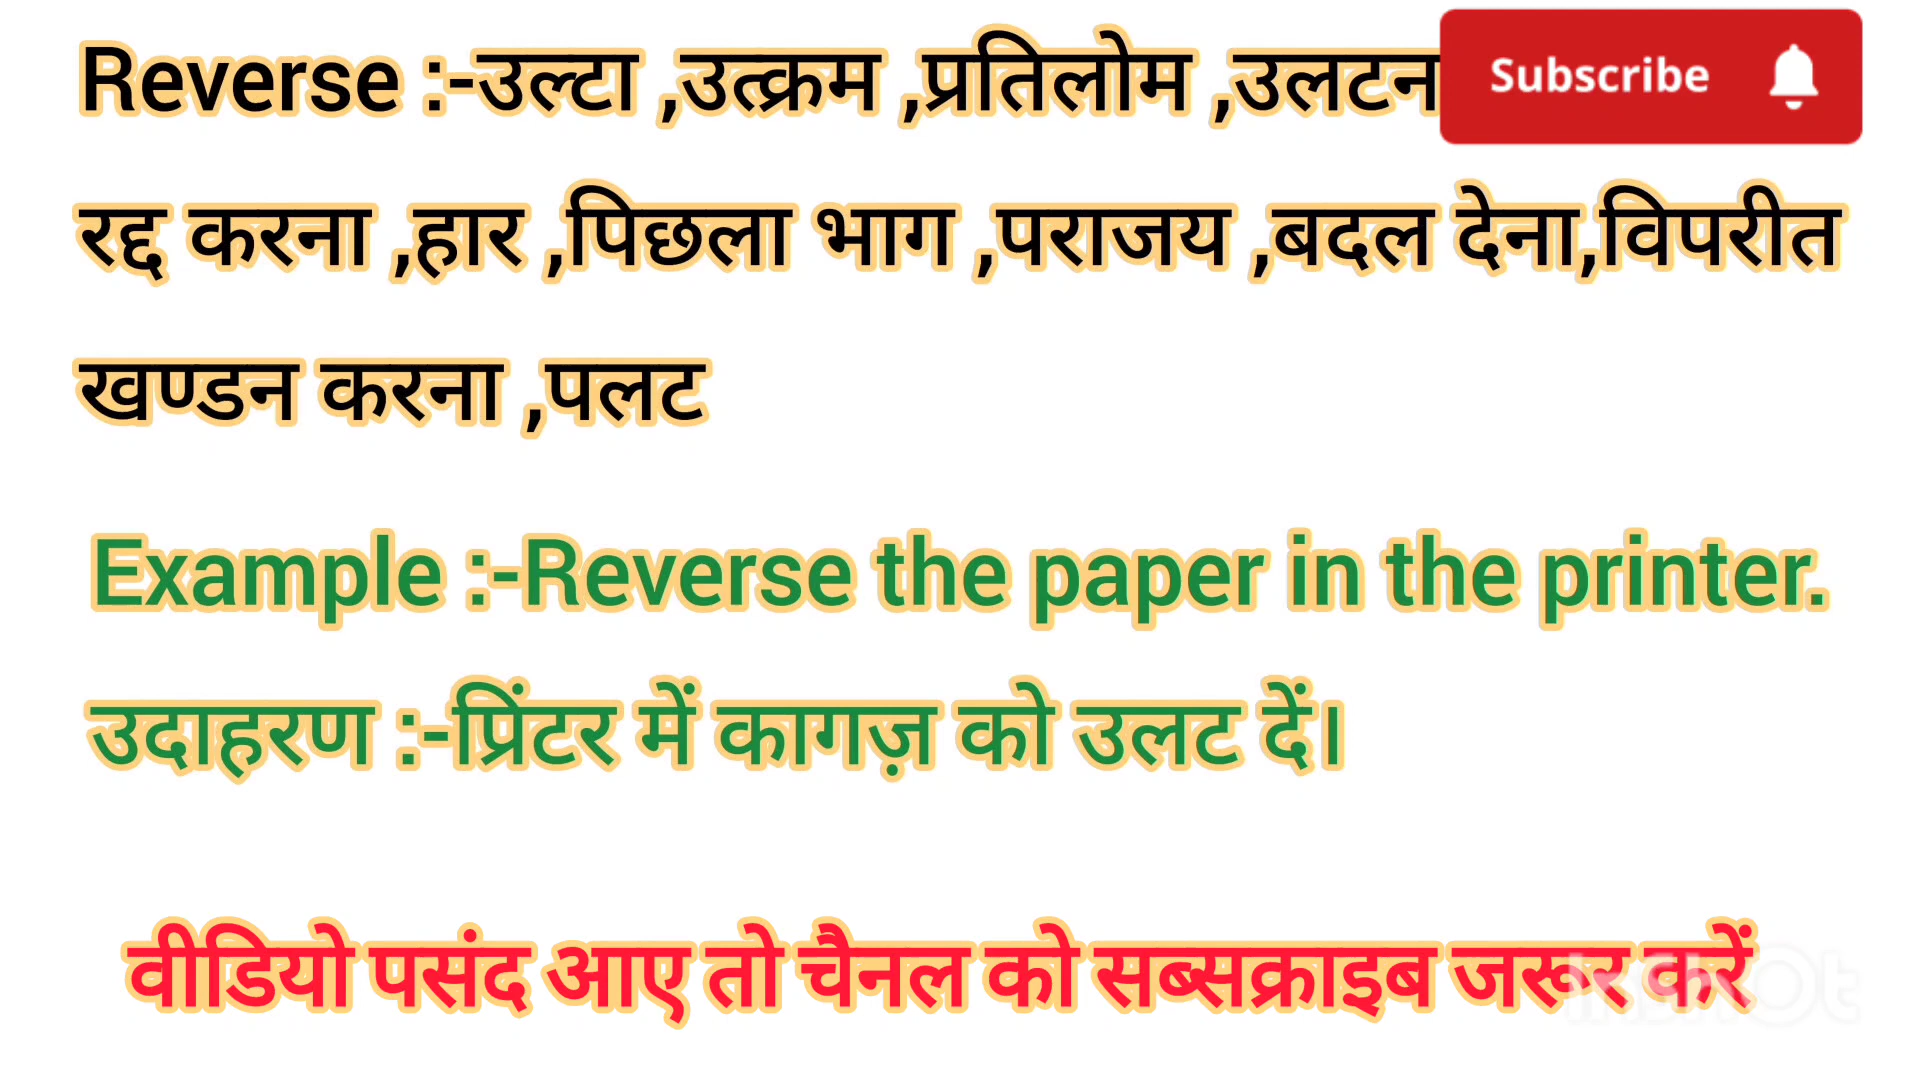 Reverse :-उल्टा ,उत्क्रम ,प्रतिलोम ,उलटन
Subscribe
रद्द करना ,हार ,पिछला भाग ,पराजय ,बदल देना,विपरीत
खण्डन करना ,पलट
Example :-Reverse the paper in the printer.
उदाहरण :-प्रिंटर में कागज़ को उलट दें।
वीडियो पसंद आए तो चैनल को सब्सक्राइब जरूर करें
InShot